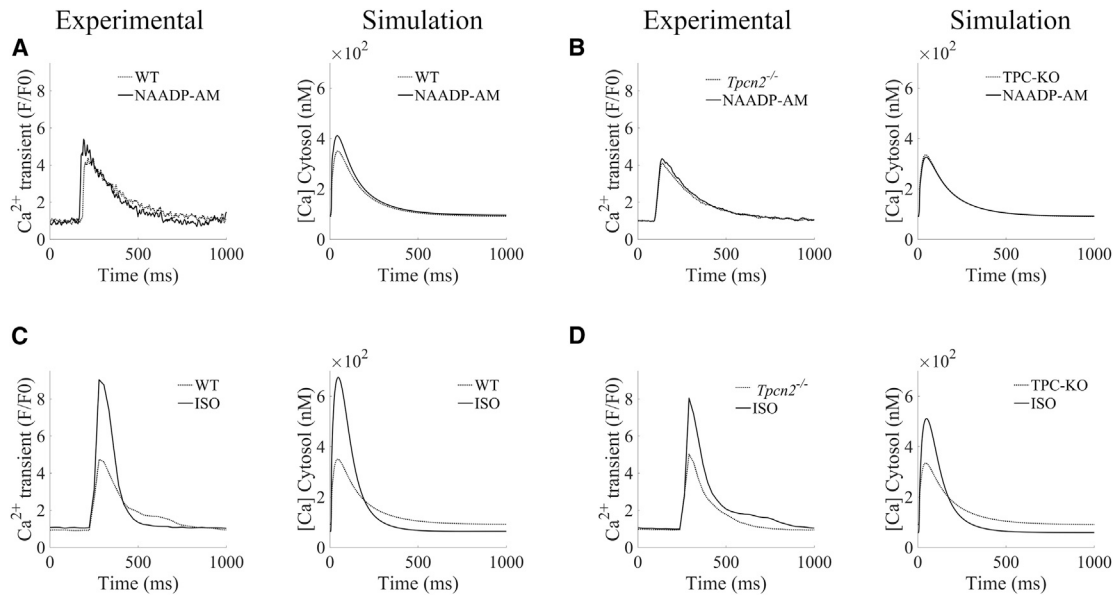 Experimental Simulation Experimental Simulation
A B
×10² ×10²
WT WT Tpcn2⁻/⁻ TPC-KO
NAADP-AM NAADP-AM NAADP-AM NAADP-AM
Ca²⁺ transient (F/F0) [Ca] Cytosol (nM) Ca²⁺ transient (F/F0) [Ca] Cytosol (nM)
8 6 8 6
6 4 6 4
4 2 4 2
2 0 2 0
0 0
0 500 1000 0 500 1000 0 500 1000 0 500 1000
Time (ms) Time (ms) Time (ms) Time (ms)
C D
×10² ×10²
WT WT Tpcn2⁻/⁻ TPC-KO
ISO ISO ISO ISO
Ca²⁺ transient (F/F0) [Ca] Cytosol (nM) Ca²⁺ transient (F/F0) [Ca] Cytosol (nM)
8 6 8 6
6 4 6 4
4 2 4 2
2 0 2 0
0 0
0 500 1000 0 500 1000 0 500 1000 0 500 1000
Time (ms) Time (ms) Time (ms) Time (ms)